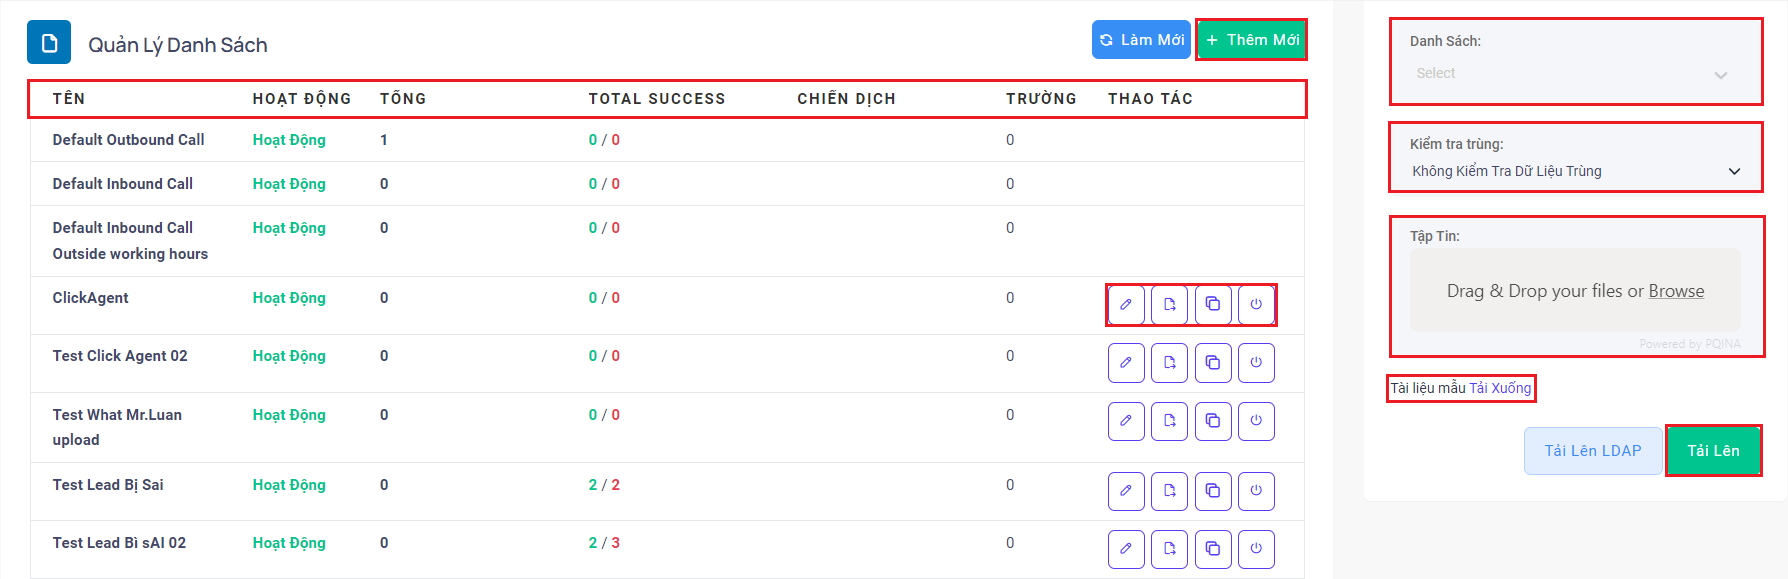 Quản Lý Danh Sách
Làm Mới
+ Thêm Mới
TÊN HOẠT ĐỘNG TỔNG TOTAL SUCCESS CHIẾN DỊCH TRƯỜNG THAO TÁC
Default Outbound Call Hoạt Động 1 0 / 0 0
Default Inbound Call Hoạt Động 0 0 / 0 0
Default Inbound Call Hoạt Động 0 0 / 0 0
Outside working hours
ClickAgent Hoạt Động 0 0 / 0 0
Test Click Agent 02 Hoạt Động 0 0 / 0 0
Test What Mr.Luan Hoạt Động 0 0 / 0 0
upload
Test Lead Bị Sai Hoạt Động 0 2 / 2 0
Test Lead Bì sAI 02 Hoạt Động 0 2 / 3 0
Danh Sách:
Select
Kiểm tra trùng:
Không Kiểm Tra Dữ Liệu Trùng
Tập Tin:
Drag & Drop your files or Browse
Powered by PQINA
Tài liệu mẫu Tải Xuống
Tải Lên LDAP
Tải Lên